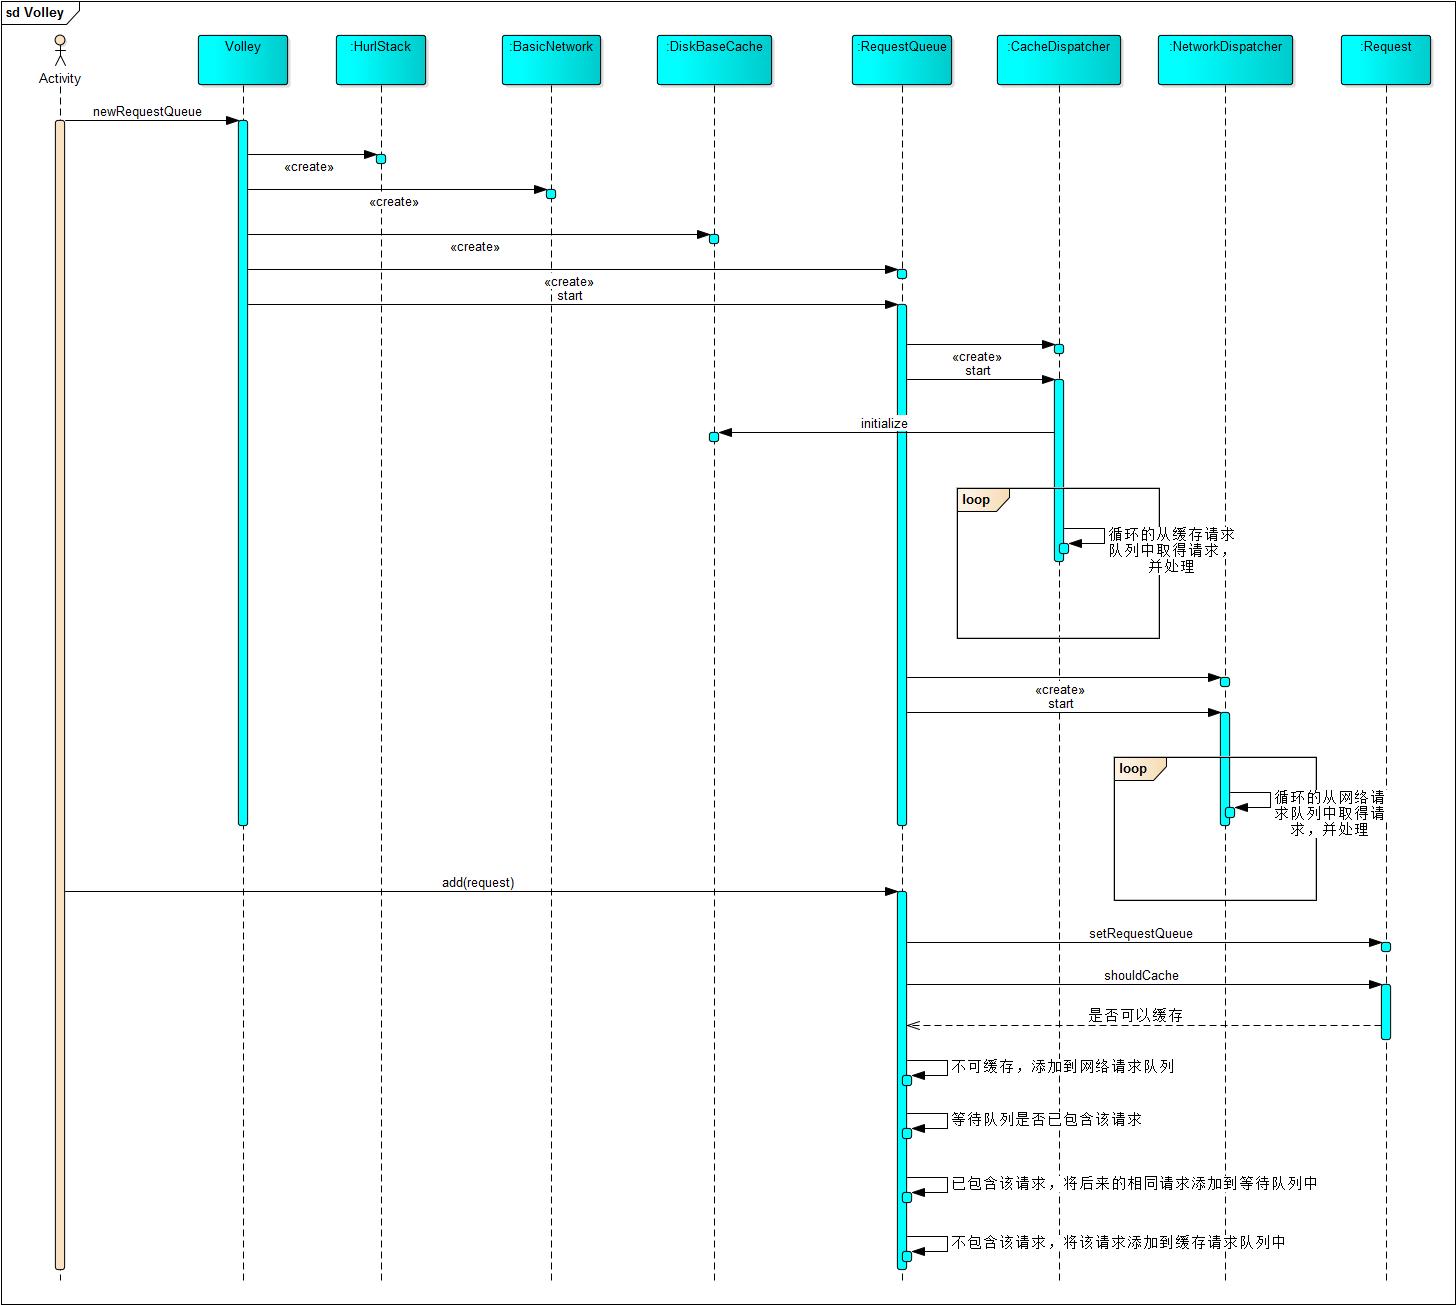 sd Volley
Activity
Volley
:HurlStack
:BasicNetwork
:DiskBaseCache
:RequestQueue
:CacheDispatcher
:NetworkDispatcher
:Request
newRequestQueue
«create»
«create»
«create»
«create»
start
«create»
start
initialize
loop
循环的从缓存请求
队列中取得请求，
并处理
«create»
start
loop
循环的从网络请
求队列中取得请
求，并处理
add(request)
setRequestQueue
shouldCache
是否可以缓存
不可缓存，添加到网络请求队列
等待队列是否已包含该请求
已包含该请求，将后来的相同请求添加到等待队列中
不包含该请求，将该请求添加到缓存请求队列中